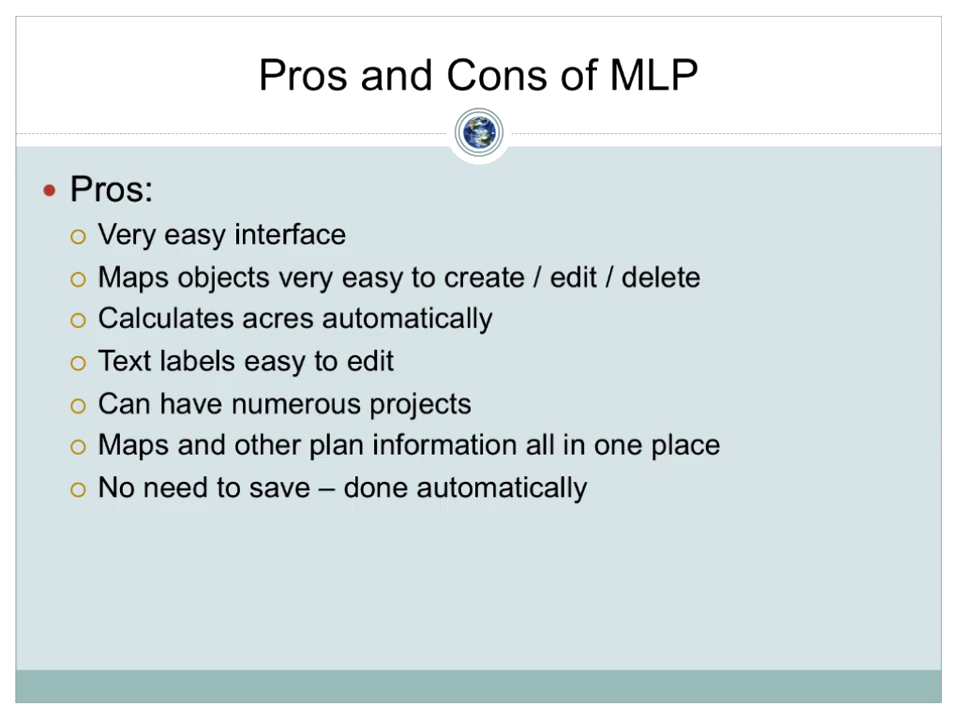 Pros and Cons of MLP
Pros:
Very easy interface
Maps objects very easy to create / edit / delete
Calculates acres automatically
Text labels easy to edit
Can have numerous projects
Maps and other plan information all in one place
No need to save – done automatically